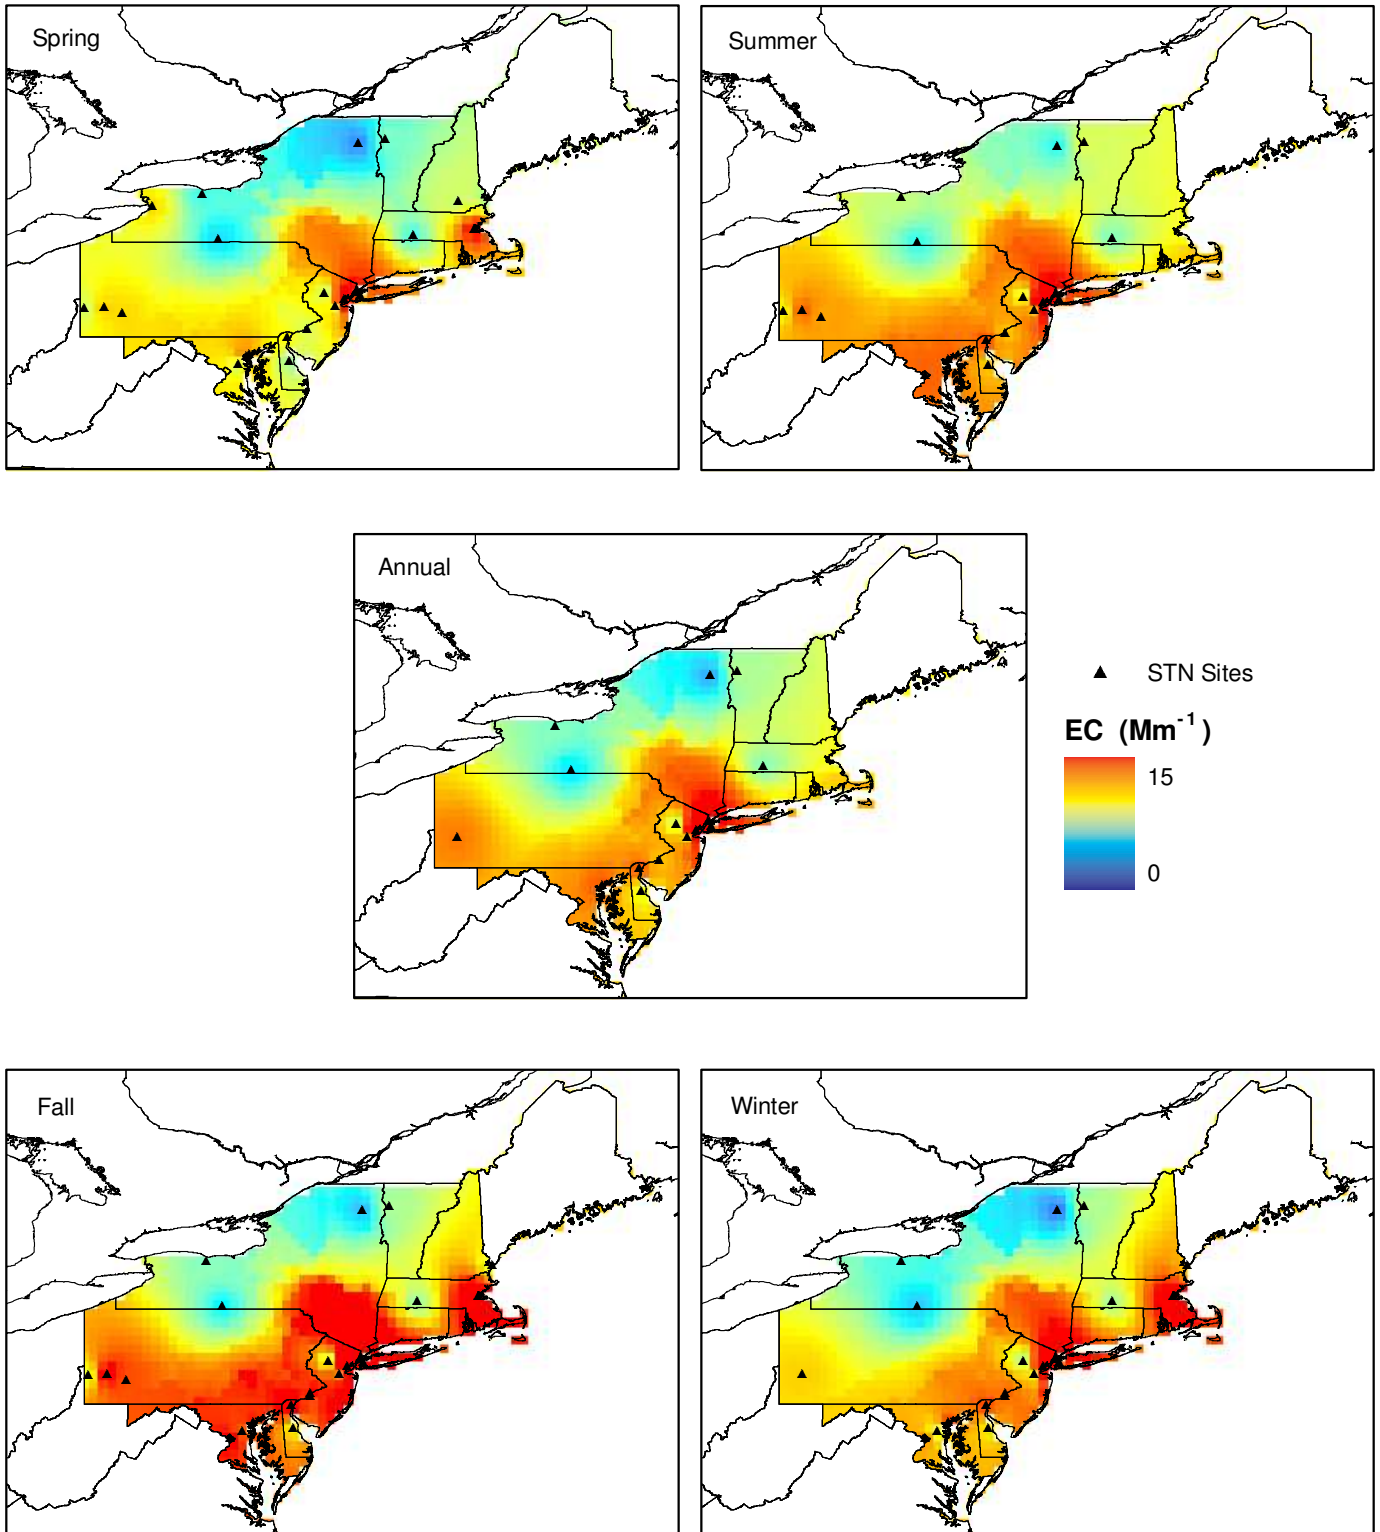 Spring
Summer
Annual
▲ STN Sites
EC (Mm⁻¹)
15
0
Fall
Winter